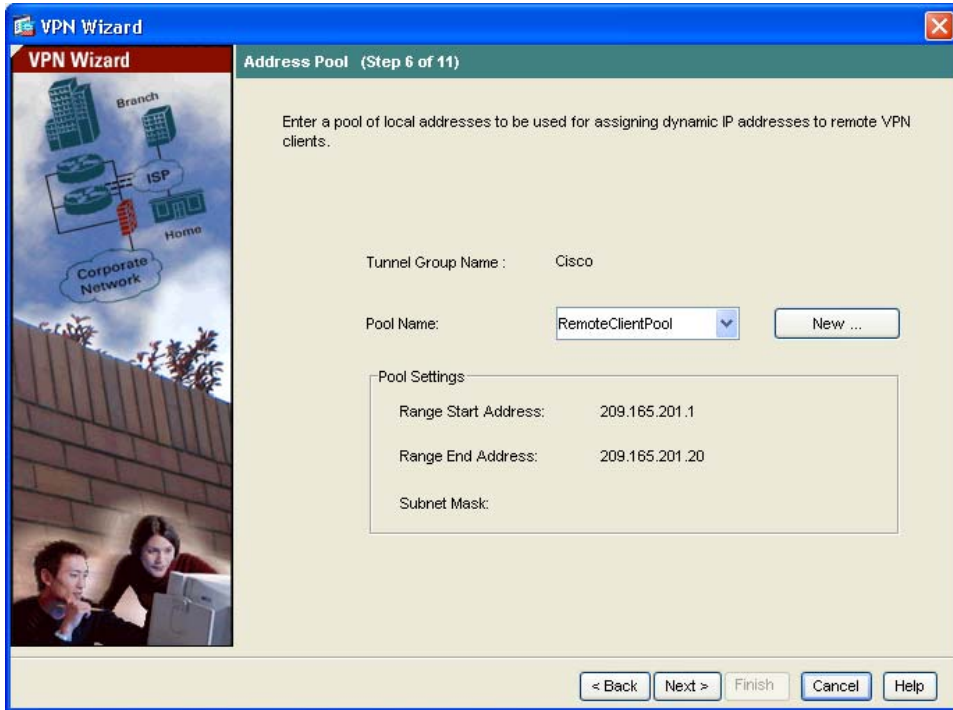 VPN Wizard
VPN Wizard
Branch
ISP
Home
Corporate
Network
Address Pool (Step 6 of 11)
Enter a pool of local addresses to be used for assigning dynamic IP addresses to remote VPN
clients.
Tunnel Group Name : Cisco
Pool Name: RemoteClientPool New ...
Pool Settings
Range Start Address: 209.165.201.1
Range End Address: 209.165.201.20
Subnet Mask:
< Back Next > Finish Cancel Help